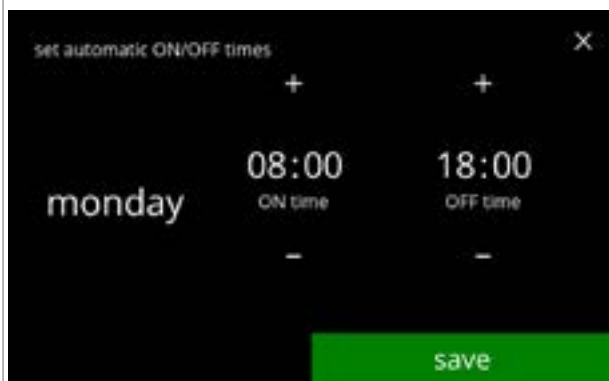 set automatic ON/OFF times
×
+ +
08:00 18:00
monday
ON time OFF time
– –
save